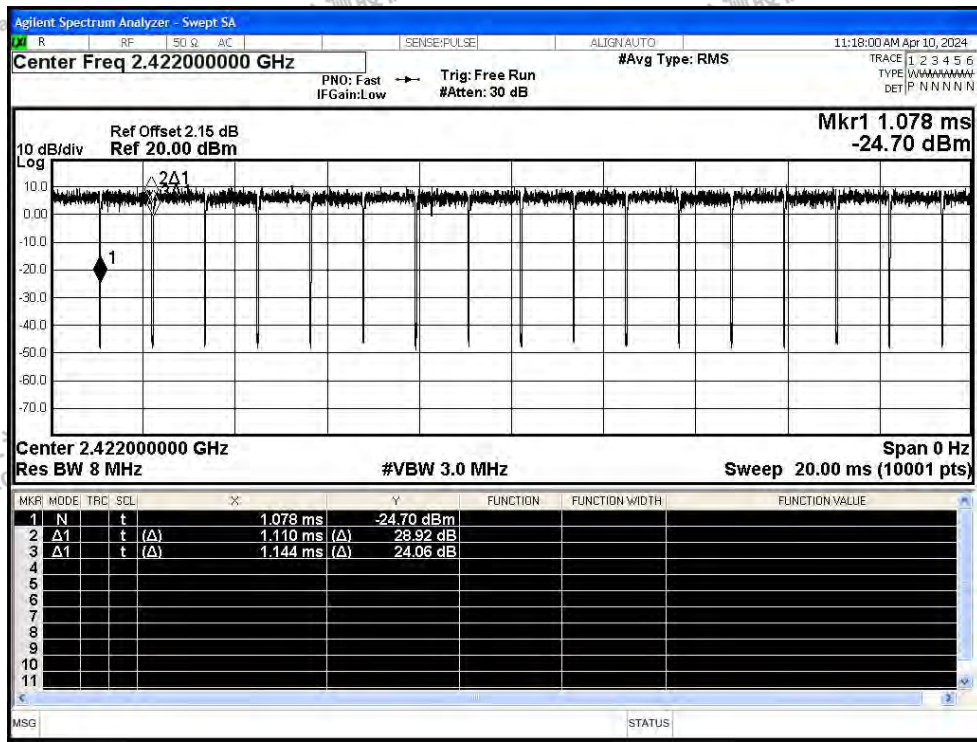 Agilent Spectrum Analyzer - Swept SA
LXI R RF 50 Ω AC SENSE:PULSE ALIGN AUTO 11:18:00 AM Apr 10, 2024
Center Freq 2.422000000 GHz #Avg Type: RMS TRACE 1 2 3 4 5 6
PNO: Fast Trig: Free Run TYPE WWWWWW
IFGain:Low #Atten: 30 dB DET P N N N N N
Mkr1 1.078 ms
-24.70 dBm
Ref Offset 2.15 dB
10 dB/div Ref 20.00 dBm
Log
2Δ1
10.0
0.00
-10.0
1
-20.0
-30.0
-40.0
-50.0
-60.0
-70.0
Center 2.422000000 GHz Span 0 Hz
Res BW 8 MHz #VBW 3.0 MHz Sweep 20.00 ms (10001 pts)
MKR MODE TRC SCL X Y FUNCTION FUNCTION WIDTH FUNCTION VALUE
1 N t 1.078 ms -24.70 dBm
2 Δ1 t (Δ) 1.110 ms (Δ) 28.92 dB
3 Δ1 t (Δ) 1.144 ms (Δ) 24.06 dB
4
5
6
7
8
9
10
11
MSG STATUS